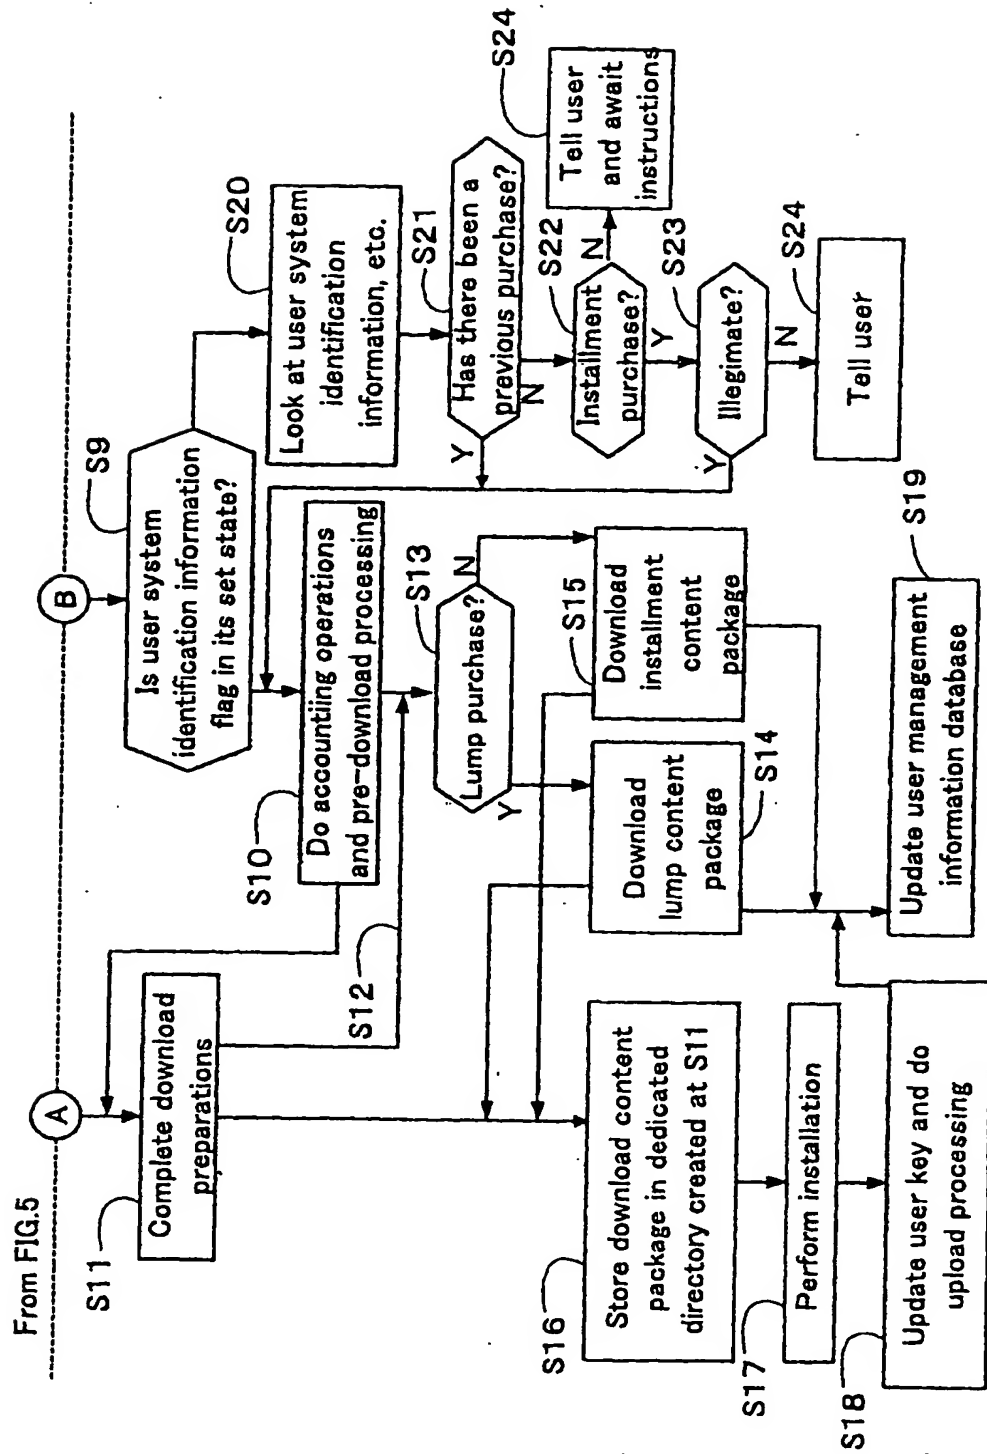 From FIG.5
A
B
S11
Complete download
preparations
S9
Is user system
identification information
flag in its set state?
S20
Look at user system
identification
information, etc.
S10
Do accountiing operations
and pre-download processing
S12
S21
Has there been a
previous purchase?
Y
N
S13
Lump purchase?
Y
N
S22
Installment
purchase?
N
Y
S24
Tell user
and await
instructions
S23
Illegimate?
Y
N
S24
Tell user
S16
Store download content
package in dedicated
directory created at S11
S14
Download
lump content
package
S15
Download
installment
content
package
S17
Perform installation
S18
Update user key and do
upload processing
S19
Update user management
information database